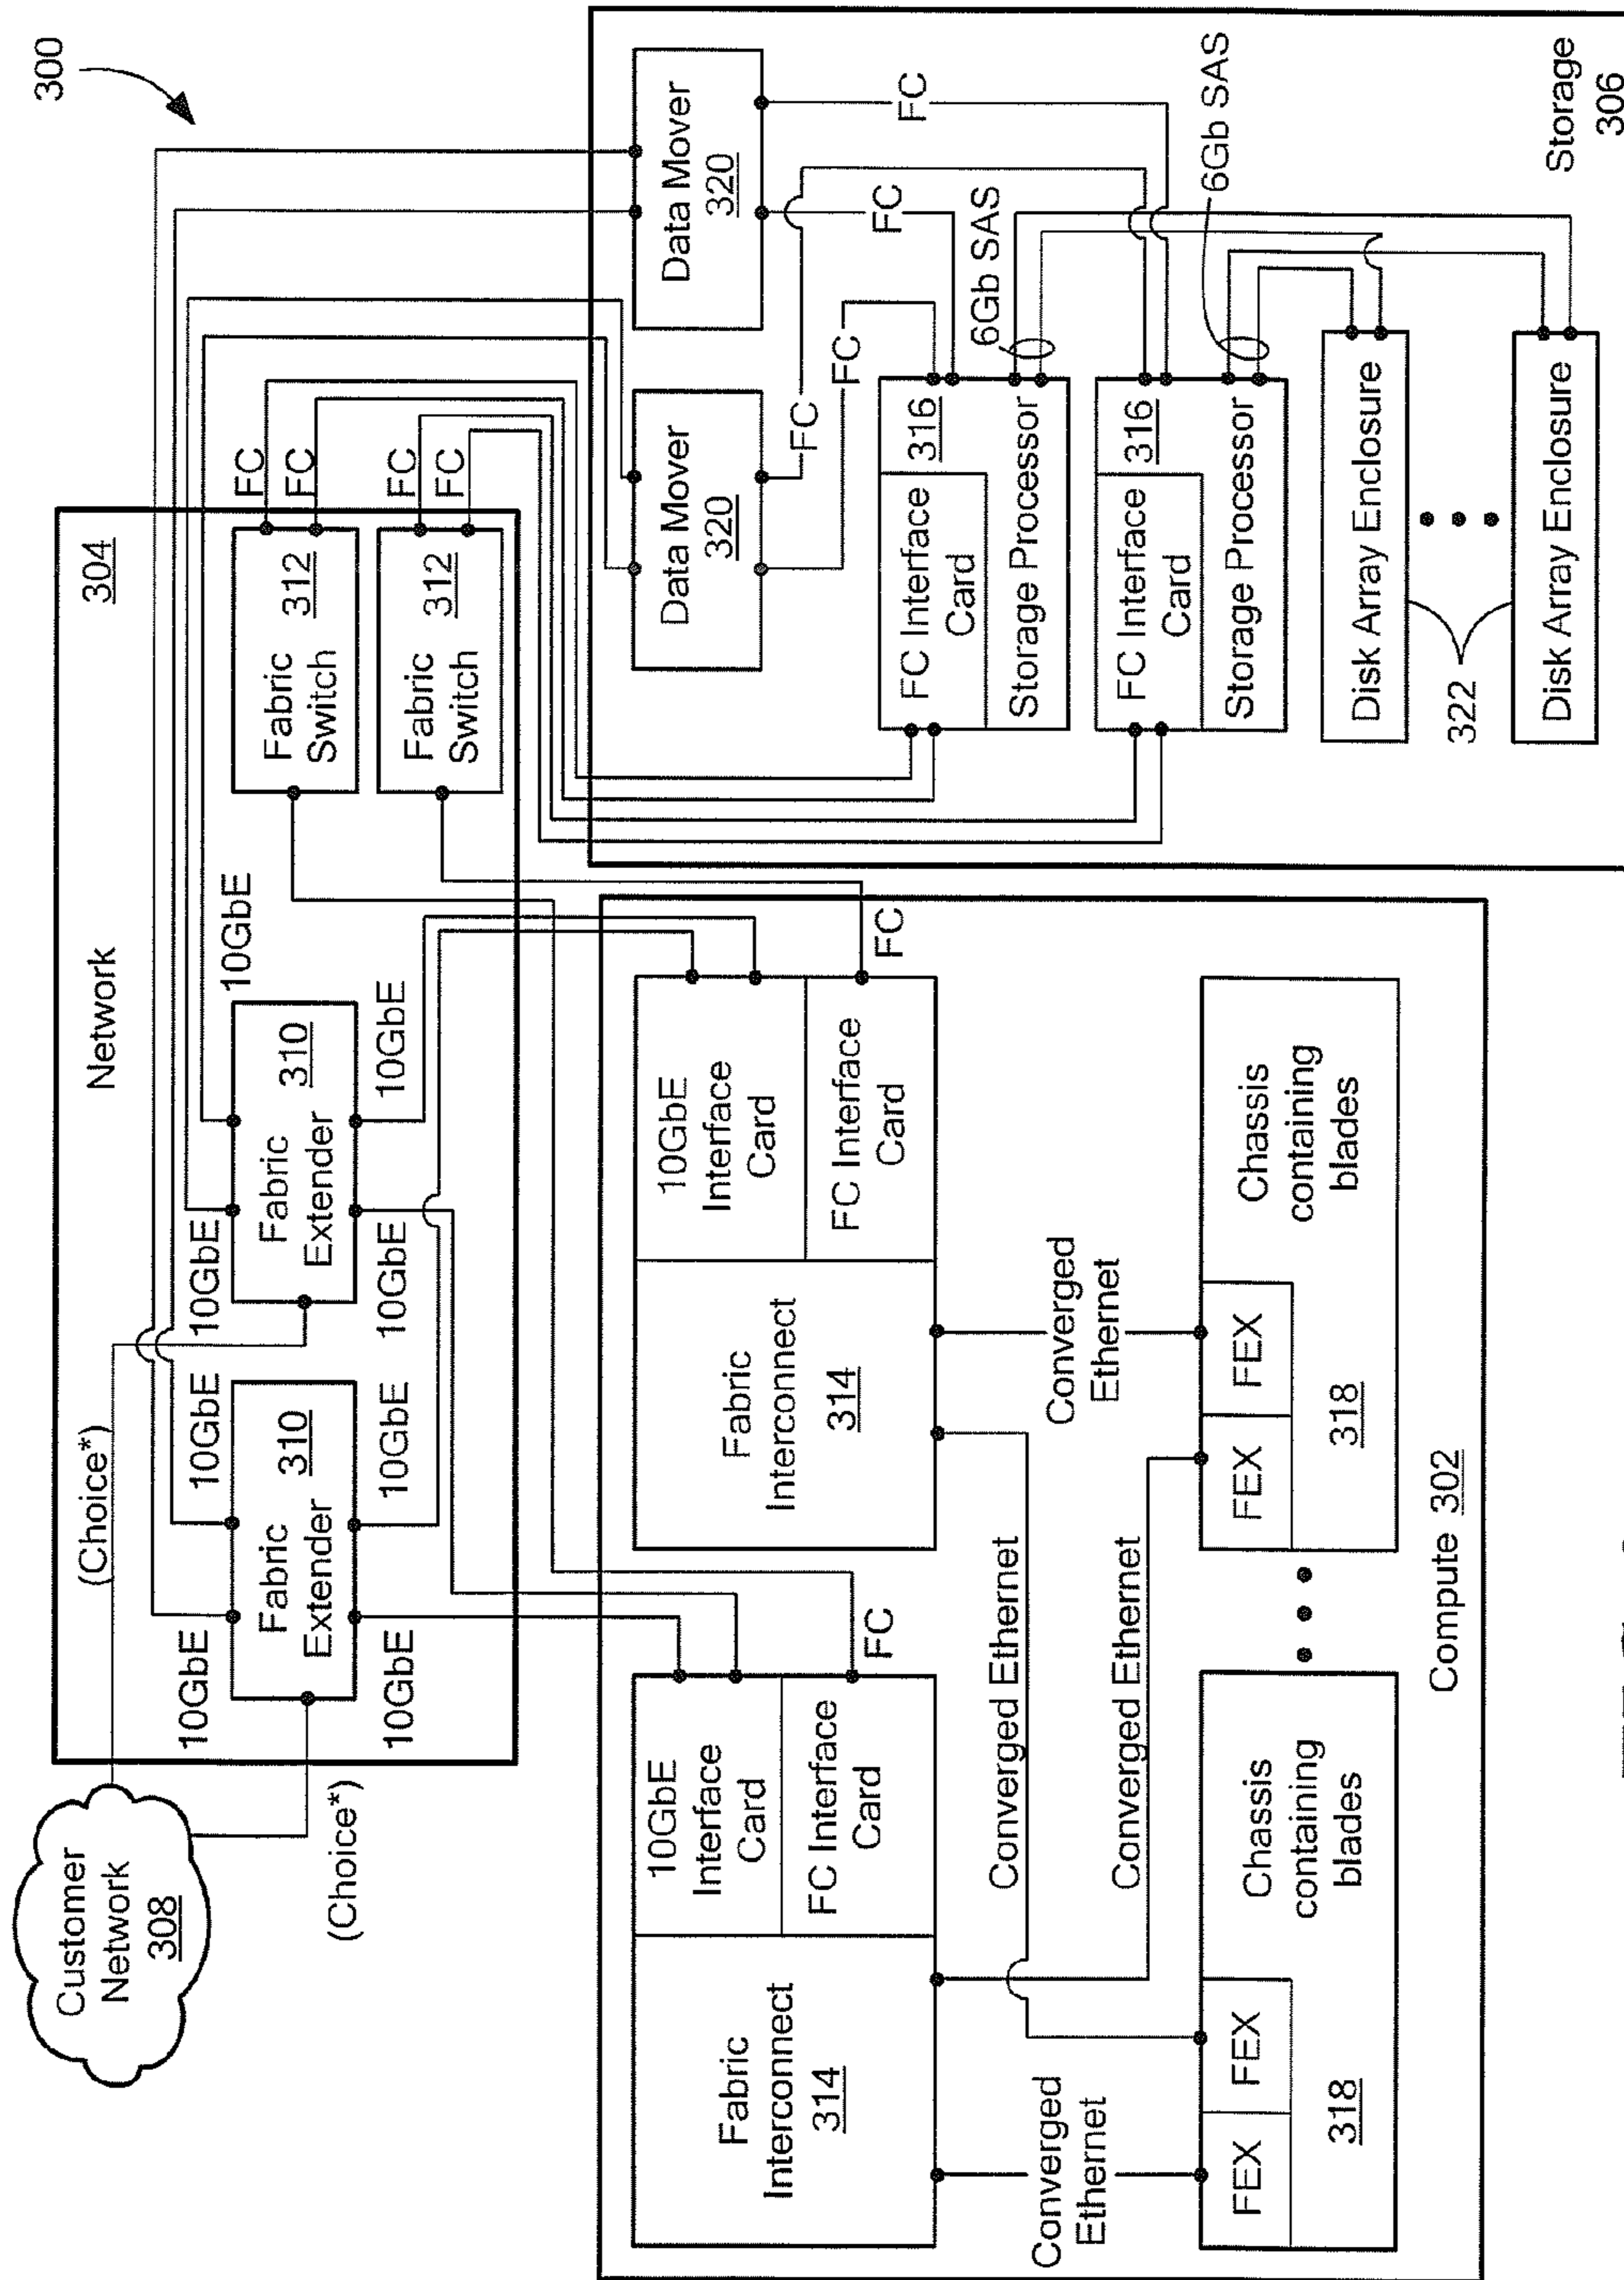 300
Customer
Network
308
(Choice*)
(Choice*)
Network
304
10GbE
10GbE
Fabric
Extender
310
10GbE
10GbE
10GbE
10GbE
Fabric
Extender
310
10GbE
10GbE
Fabric
Switch
312
FC
FC
Fabric
Switch
312
FC
FC
10GbE
Interface
Card
FC Interface
Card
FC
Fabric
Interconnect
314
10GbE
Interface
Card
FC Interface
Card
FC
Fabric
Interconnect
314
Converged
Ethernet
Converged Ethernet
Converged Ethernet
Converged
Ethernet
FEX
FEX
318
Chassis
containing
blades
FEX
FEX
318
Chassis
containing
blades
Compute 302
Data Mover
320
Data Mover
320
FC
FC
FC
FC
FC Interface
Card
316
Storage Processor
6Gb SAS
FC Interface
Card
316
Storage Processor
6Gb SAS
Disk Array Enclosure
322
Disk Array Enclosure
Storage
306